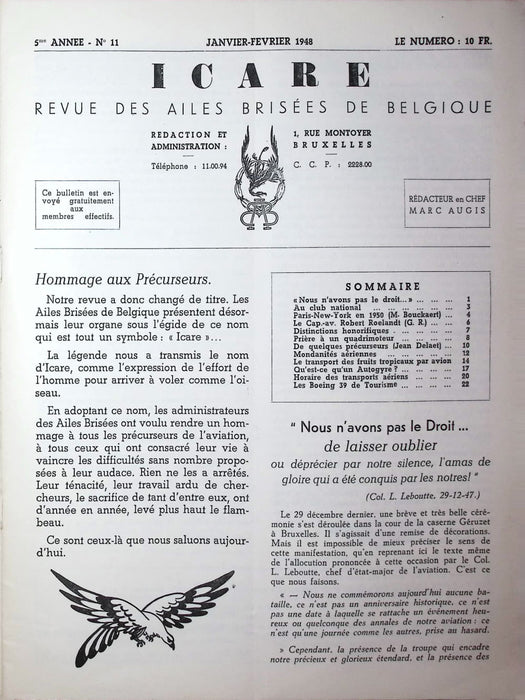 5me ANNEE - N° 11
JANVIER-FEVRIER 1948
LE NUMERO : 10 FR.
ICARE
REVUE DES AILES BRISÉES DE BELGIQUE
REDACTION ET
ADMINISTRATION :
Téléphone : 11.00.94
1, RUE MONTOYER
BRUXELLES
C. C. P. : 2228.00
Ce bulletin est en-
voyé gratuitement
aux
membres effectifs.
RÉDACTEUR en CHEF
MARC AUGIS
Hommage aux Précurseurs.
Notre revue a donc changé de titre. Les
Ailes Brisées de Belgique présentent désor-
mais leur organe sous l'égide de ce nom
qui est tout un symbole : « Icare »...
La légende nous a transmis le nom
d'Icare, comme l'expression de l'effort de
l'homme pour arriver à voler comme l'oi-
seau.
En adoptant ce nom, les administrateurs
des Ailes Brisées ont voulu rendre un hom-
mage à tous les précurseurs de l'aviation,
à tous ceux qui ont consacré leur vie à
vaincre les difficultés sans nombre propo-
sées à leur audace. Rien ne les a arrêtés.
Leur ténacité, leur travail ardu de cher-
cheurs, le sacrifice de tant d'entre eux, ont
d'année en année, levé plus haut le flam-
beau.
Ce sont ceux-là que nous saluons aujour-
d'hui.
SOMMAIRE
« Nous n'avons pas le droit... » ... ... ... 1
Au club national ... ... ... ... ... 3
Paris-New-York en 1950 (M. Bouckaert) ... 4
Le Cap.-av. Robert Roelandt (G. R.) ... ... 6
Distinctions honorifiques ... ... ... ... 7
Prière à un quadrimoteur ... ... ... ... 8
De quelques précurseurs (Jean Delaet) ... ... 10
Mondanités aériennes ... ... ... ... ... 12
Le transport des fruits tropicaux par avion 14
Qu'est-ce qu'un Autogyre ? ... ... ... ... 17
Horaire des transports aériens ... ... ... 20
Les Boeing 39 de Tourisme ... ... ... ... 22
" Nous n'avons pas le Droit ...
de laisser oublier
ou déprécier par notre silence, l'amas de
gloire qui a été conquis par les nôtres! "
(Col. L. Leboutte, 29-12-47.)
Le 29 décembre dernier, une brève et très belle céré-
monie s'est déroulée dans la cour de la caserne Géruzet
à Bruxelles. Il s'agissait d'une remise de décorations.
Mais il est impossible de mieux préciser le sens de
cette manifestation, qu'en reprenant ici le texte même
de l'allocution prononcée à cette occasion par le Col.
L. Leboutte, chef d'état-major de l'aviation. C'est ce
que nous faisons.
« — Nous ne commémorons aujourd'hui aucune ba-
taille, ce n'est pas un anniversaire historique, ce n'est
pas une date à laquelle se rattache un événement heu-
reux ou quelconque des annales de notre aviation : ce
n'est qu'une journée comme les autres, prise au hasard.
» Cependant, la présence de la troupe qui encadre
notre précieux et glorieux étendard, et la présence des